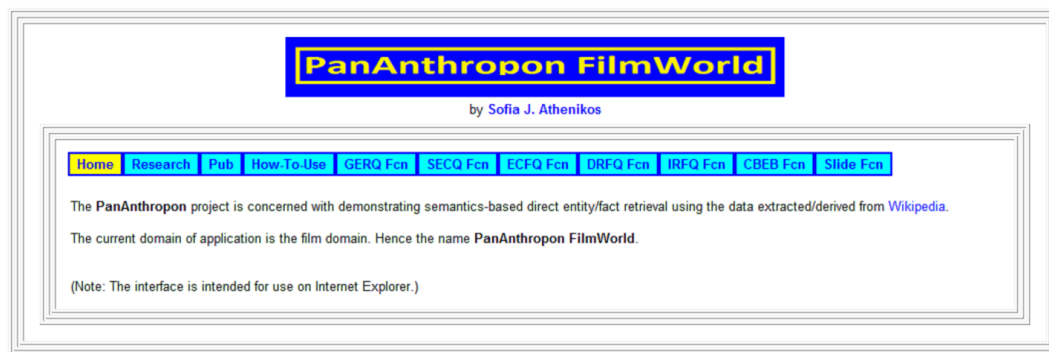 PanAnthropon FilmWorld
by Sofia J. Athenikos
Home Research Pub How-To-Use GERQ Fcn SECQ Fcn ECFQ Fcn DRFQ Fcn IRFQ Fcn CBEB Fcn Slide Fcn
The PanAnthropon project is concerned with demonstrating semantics-based direct entity/fact retrieval using the data extracted/derived from Wikipedia.
The current domain of application is the film domain. Hence the name PanAnthropon FilmWorld.
(Note: The interface is intended for use on Internet Explorer.)